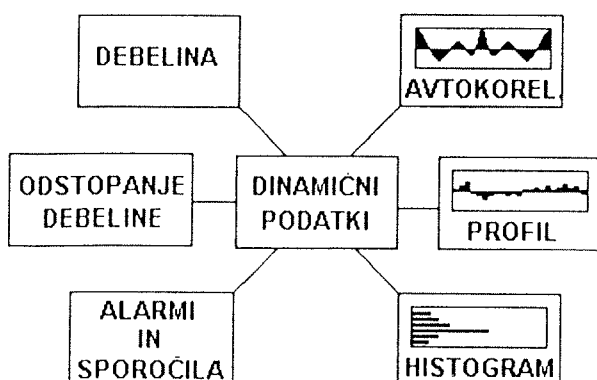 DEBELINA
AVTOKOREL.
ODSTOPANJE
DEBELINE
DINAMIČNI
PODATKI
PROFIL
ALARMI
IN
SPOROČILA
HISTOGRAM